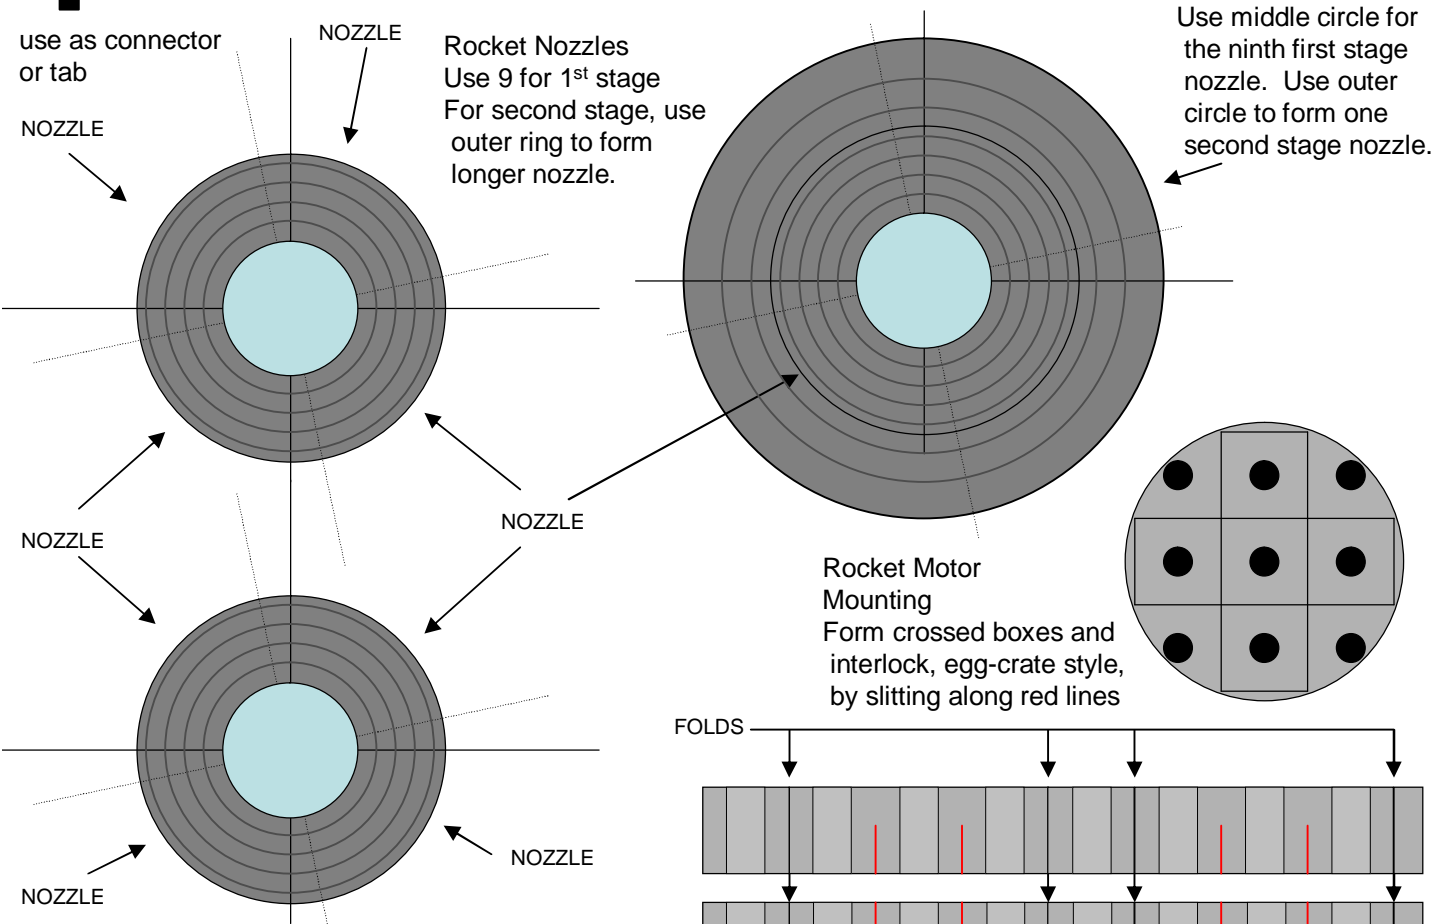 use as connector
or tab
NOZZLE
NOZZLE
Rocket Nozzles
Use 9 for 1st stage
For second stage, use
outer ring to form
longer nozzle.
Use middle circle for
the ninth first stage
nozzle.  Use outer
circle to form one
second stage nozzle.
NOZZLE
NOZZLE
Rocket Motor
Mounting
Form crossed boxes and
interlock, egg-crate style,
by slitting along red lines
FOLDS
NOZZLE
NOZZLE